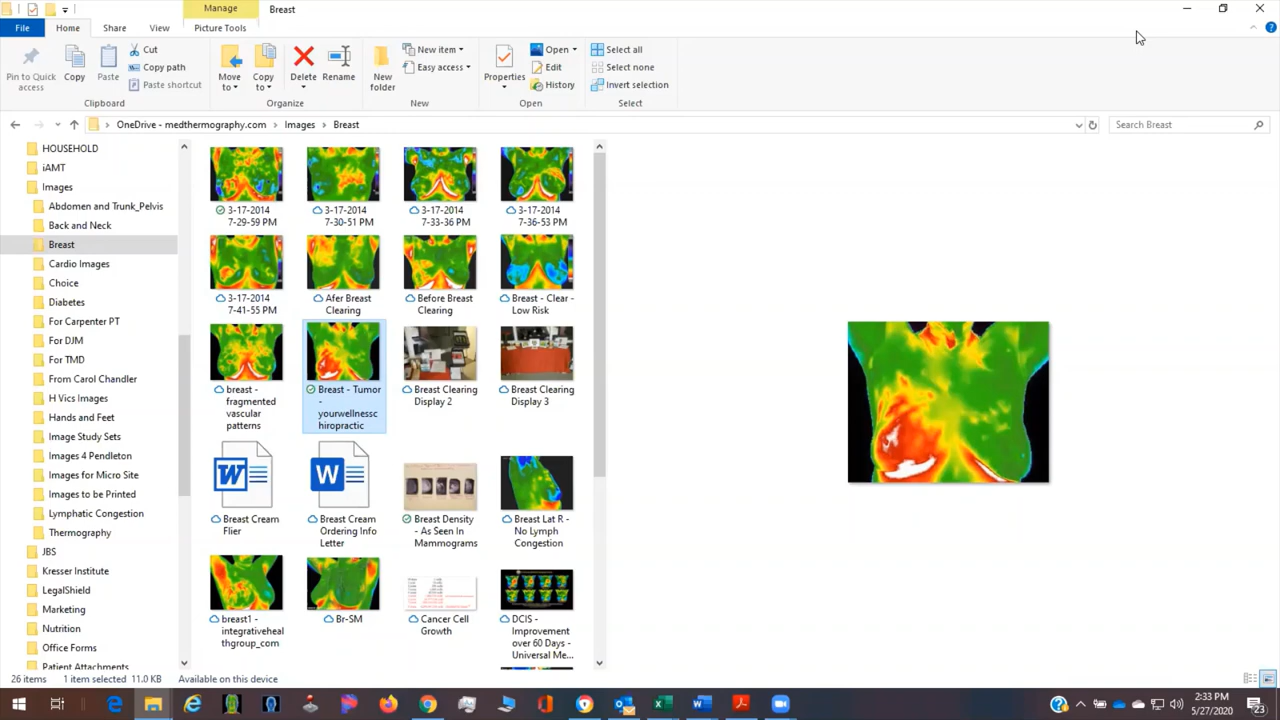 Manage
Breast
File
Home
Share
View
Picture Tools
Pin to Quick
access
Copy
Paste
Cut
Copy path
Paste shortcut
Clipboard
Move
to
Copy
to
Delete
Rename
Organize
New
folder
New item
Easy access
New
Properties
Open
Edit
History
Open
Select all
Select none
Invert selection
Select
OneDrive - medthermography.com > Images > Breast
Search Breast
HOUSEHOLD
iAMT
Images
Abdomen and Trunk_Pelvis
Back and Neck
Breast
Cardio Images
Choice
Diabetes
For Carpenter PT
For DJM
For TMD
From Carol Chandler
H Vics Images
Hands and Feet
Image Study Sets
Images 4 Pendleton
Images for Micro Site
Images to be Printed
Lymphatic Congestion
Thermography
JBS
Kresser Institute
LegalShield
Marketing
Nutrition
Office Forms
Patient Attachments
3-17-2014
7-29-59 PM
3-17-2014
7-30-51 PM
3-17-2014
7-33-36 PM
3-17-2014
7-36-53 PM
3-17-2014
7-41-55 PM
Afer Breast
Clearing
Before Breast
Clearing
Breast - Clear -
Low Risk
breast -
fragmented
vascular
patterns
Breast - Tumor
-
yourwellnessc
hiropractic
Breast Clearing
Display 2
Breast Clearing
Display 3
Breast Cream
Flier
Breast Cream
Ordering Info
Letter
Breast Density
- As Seen In
Mammograms
Breast Lat R -
No Lymph
Congestion
breast1 -
integrativeheal
thgroup_com
Br-SM
Cancer Cell
Growth
DCIS -
Improvement
over 60 Days -
Universal Me...
26 items
1 item selected 11.0 KB
Available on this device
2:33 PM
5/27/2020
23